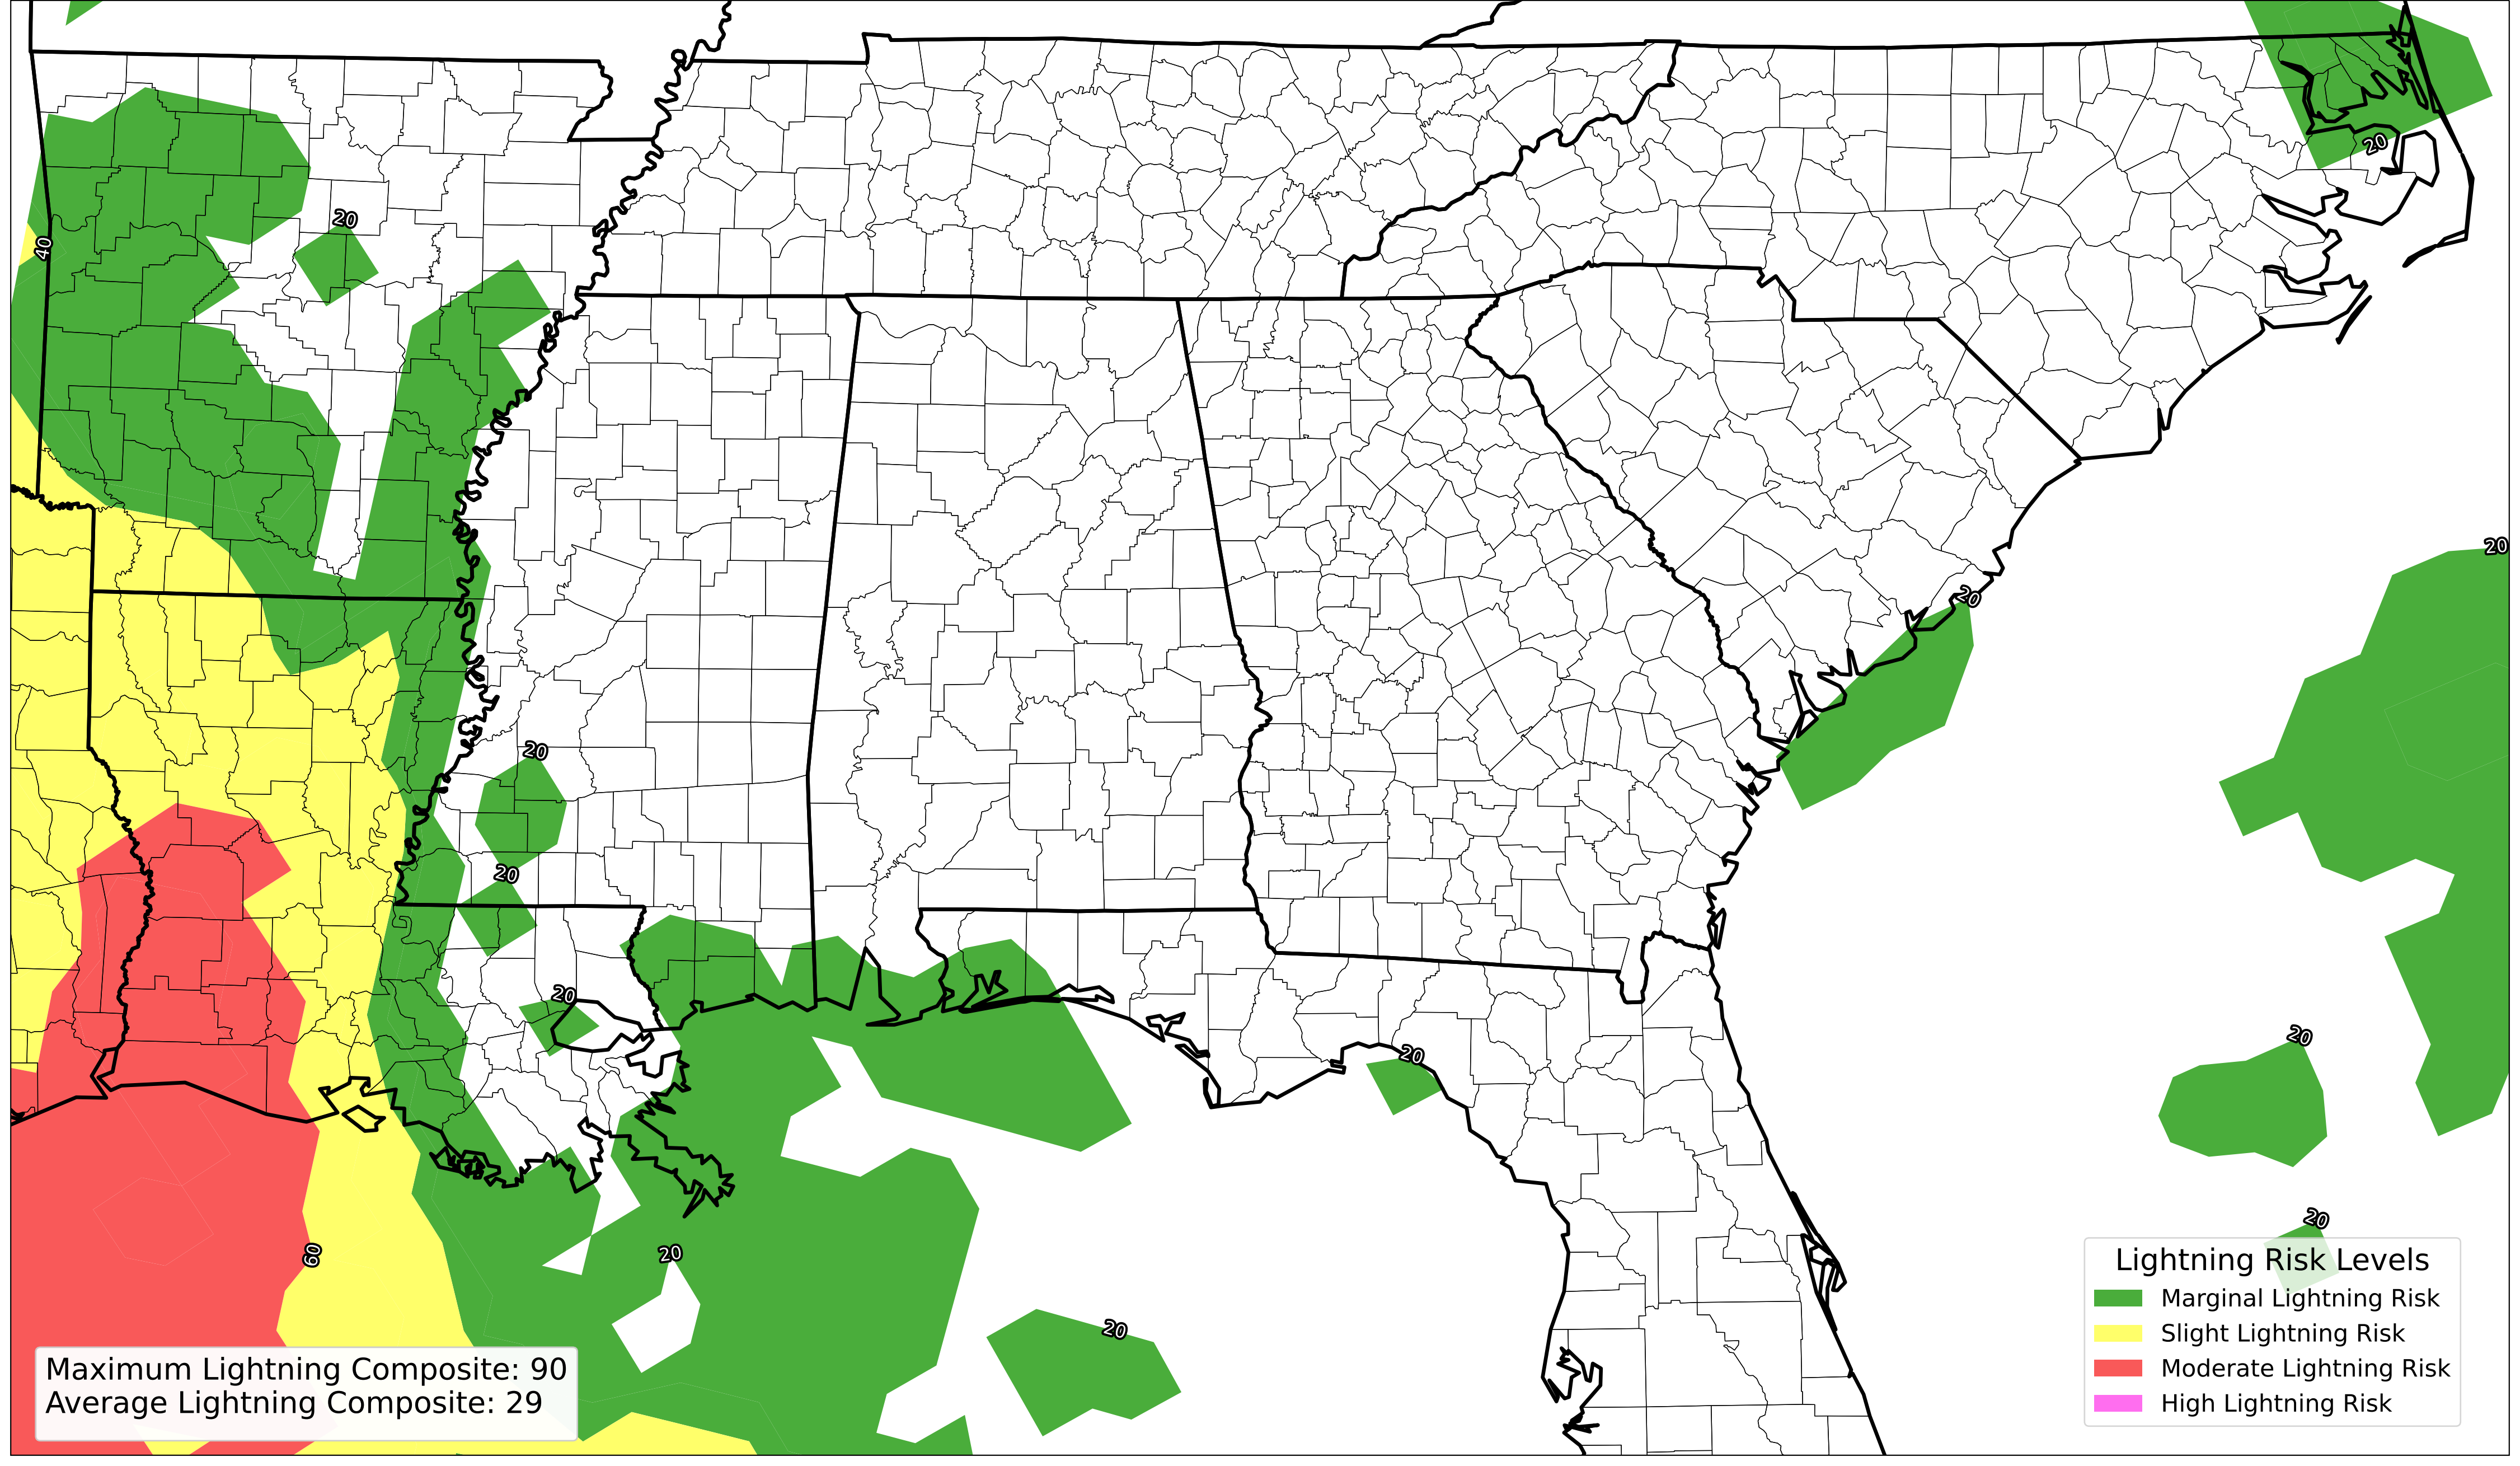 20
20
40
20
20
20
20
20
20
20
20
60
20
20
20
Lightning Risk Levels
Marginal Lightning Risk
Slight Lightning Risk
Moderate Lightning Risk
High Lightning Risk
Maximum Lightning Composite: 90
Average Lightning Composite: 29